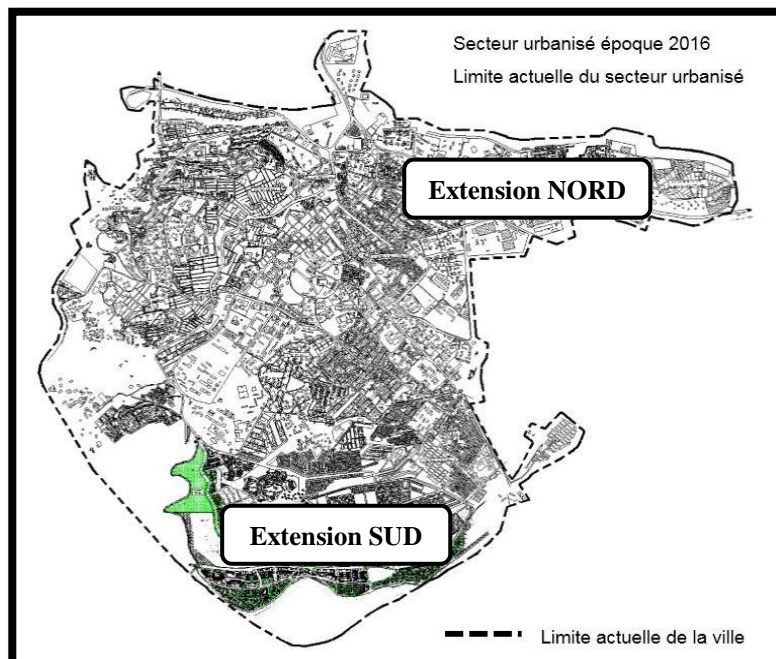 Secteur urbanisé époque 2016
Limite actuelle du secteur urbanisé
Extension NORD
Extension SUD
Limite actuelle de la ville